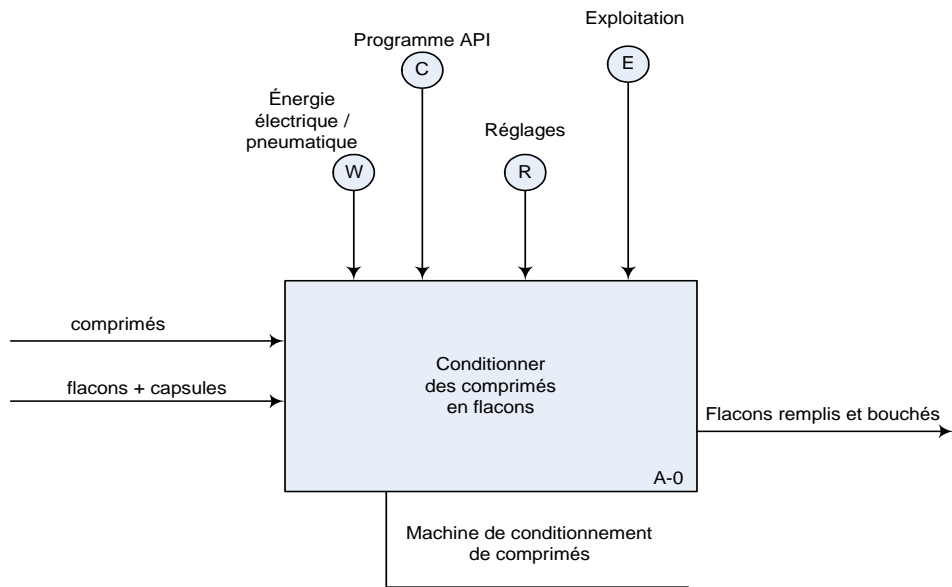 Exploitation
Programme API
E
C
Énergie
électrique /
pneumatique
Réglages
W
R
comprimés
flacons + capsules
Conditionner
des comprimés
en flacons
Flacons remplis et bouchés
A-0
Machine de conditionnement
de comprimés